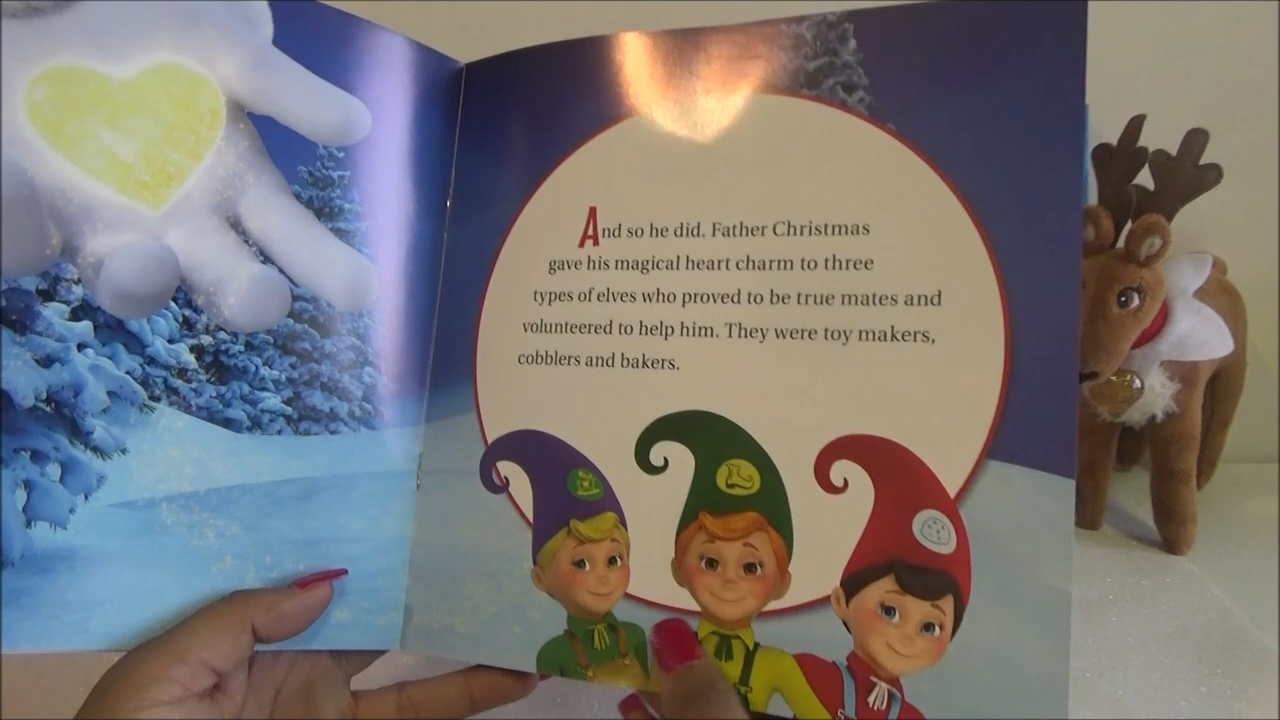 And so he did. Father Christmas
gave his magical heart charm to three
types of elves who proved to be true mates and
volunteered to help him. They were toy makers,
cobblers and bakers.